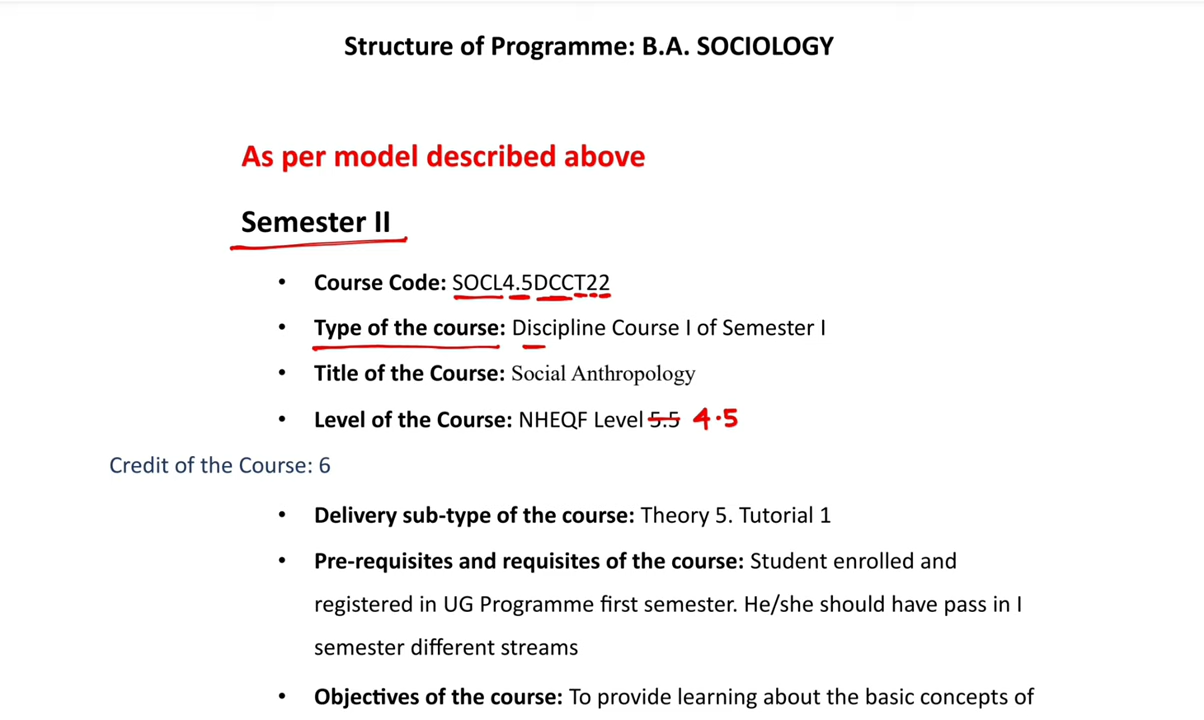 Structure of Programme: B.A. SOCIOLOGY
As per model described above
Semester II
• Course Code: SOCL4.5DCCT22
• Type of the course: Discipline Course I of Semester I
• Title of the Course: Social Anthropology
• Level of the Course: NHEQF Level 5.5 4.5
Credit of the Course: 6
• Delivery sub-type of the course: Theory 5. Tutorial 1
• Pre-requisites and requisites of the course: Student enrolled and
registered in UG Programme first semester. He/she should have pass in I
semester different streams
• Objectives of the course: To provide learning about the basic concepts of